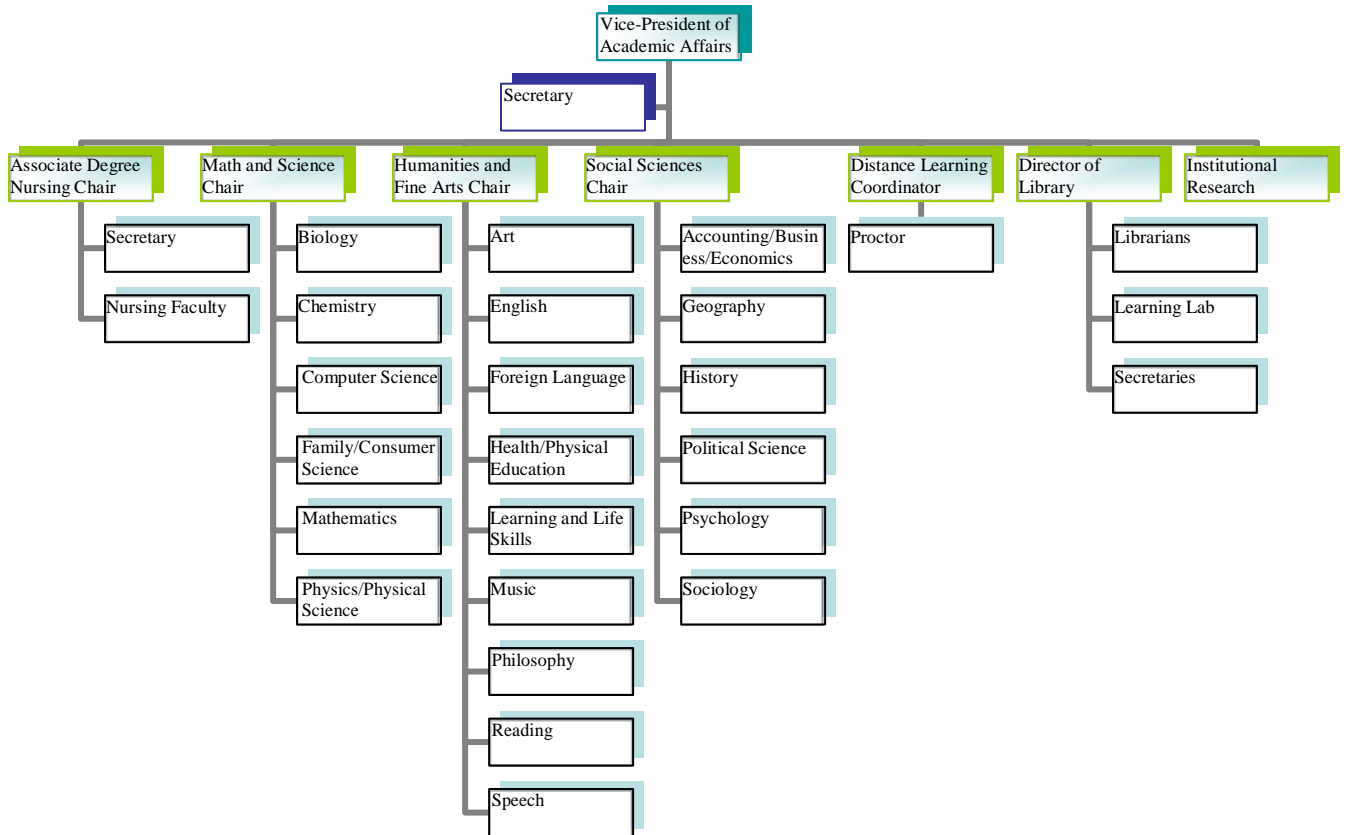 Vice-President of
Academic Affairs
Secretary
Associate Degree
Nursing Chair
Math and Science
Chair
Humanities and
Fine Arts Chair
Social Sciences
Chair
Distance Learning
Coordinator
Director of
Library
Institutional
Research
Secretary
Nursing Faculty
Biology
Chemistry
Computer Science
Family/Consumer
Science
Mathematics
Physics/Physical
Science
Art
English
Foreign Language
Health/Physical
Education
Learning and Life
Skills
Music
Philosophy
Reading
Speech
Accounting/Busin
ess/Economics
Geography
History
Political Science
Psychology
Sociology
Proctor
Librarians
Learning Lab
Secretaries